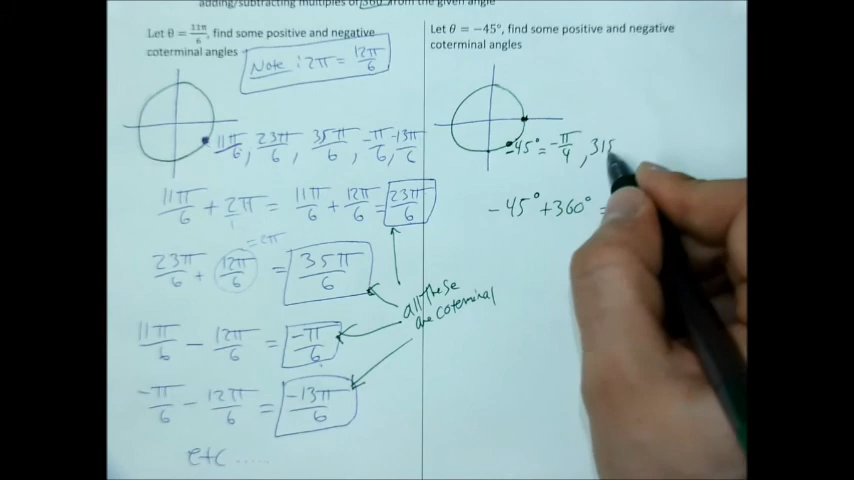 adding/subtracting multiples of 360° from the given angle
Let θ = 11π/6, find some positive and negative
coterminal angles
Note: 2π = 12π/6
11π/6, 23π/6, 35π/6, -π/6, -13π/6
11π/6 + 2π/1 = 11π/6 + 12π/6 = 23π/6
= 2π
23π/6 + 12π/6 = 35π/6
all these
are coterminal
11π/6 - 12π/6 = -π/6
-π/6 - 12π/6 = -13π/6
etc.....
Let θ = −45°, find some positive and negative
coterminal angles
-45° = -π/4, 315
-45° + 360° =